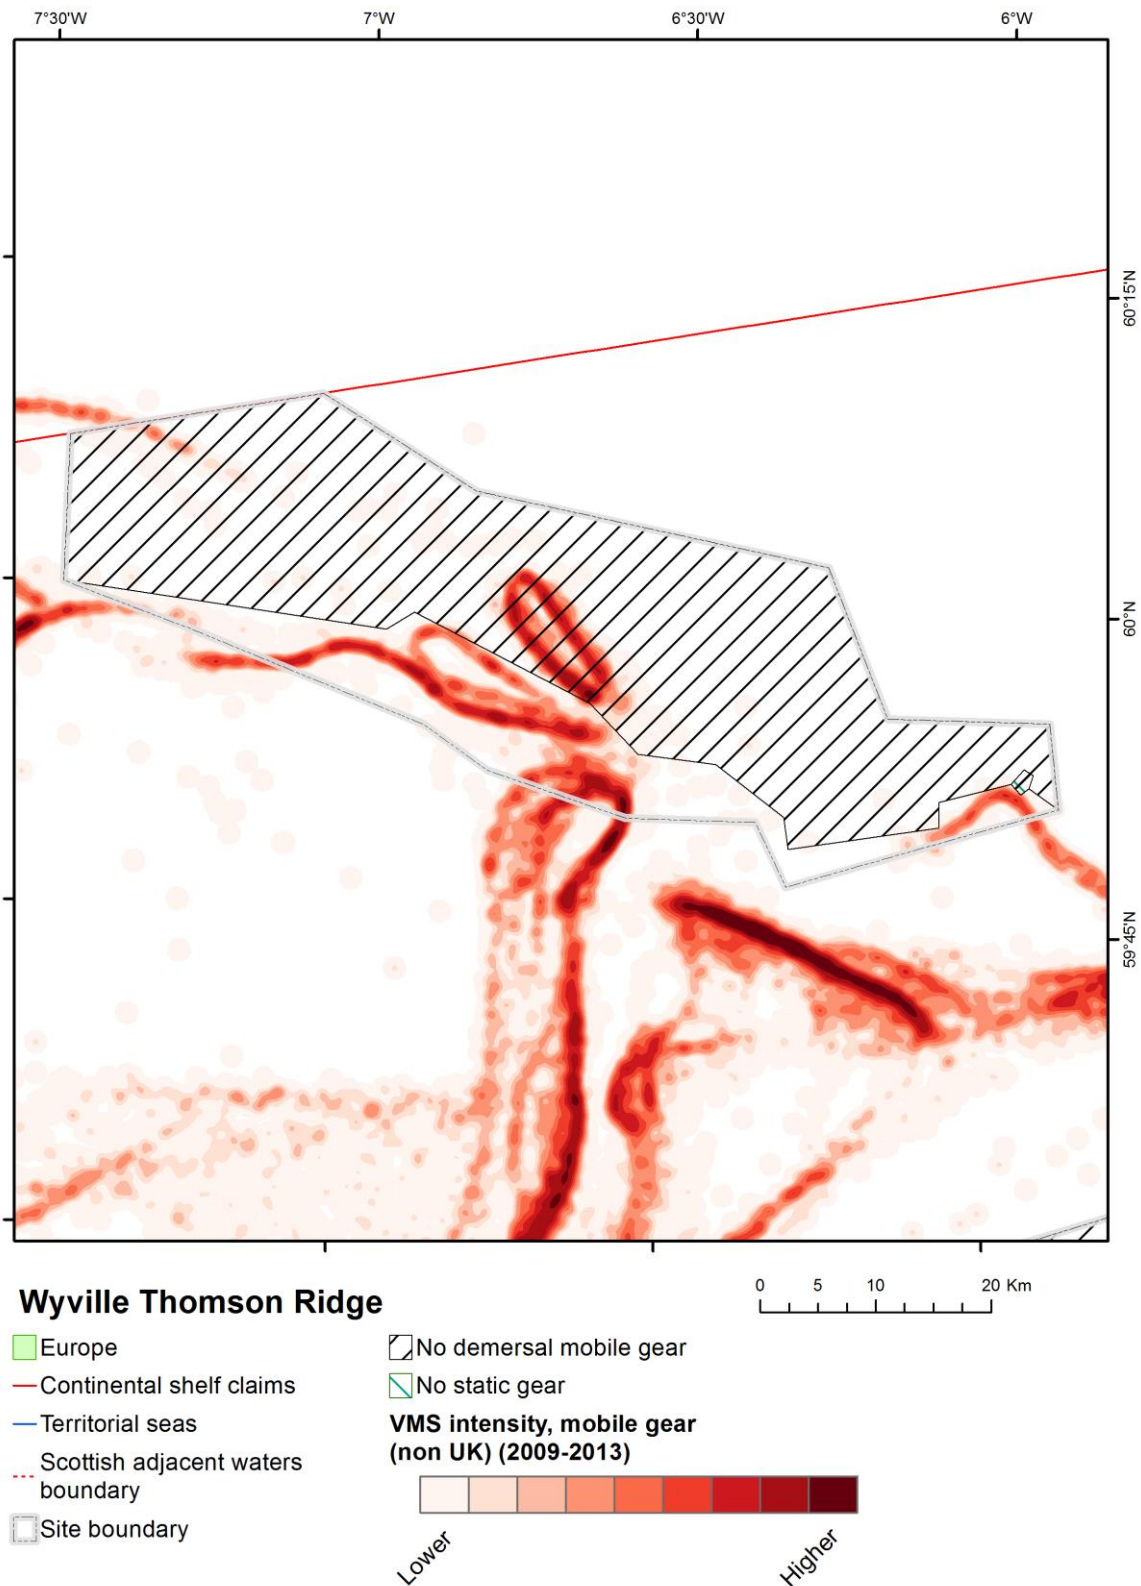 7°30'W 7°W 6°30'W 6°W
60°15'N
60°N
59°45'N
Wyville Thomson Ridge
0 5 10 20 Km
Europe
Continental shelf claims
Territorial seas
Scottish adjacent waters
boundary
Site boundary
No demersal mobile gear
No static gear
VMS intensity, mobile gear
(non UK) (2009-2013)
Lower
Higher